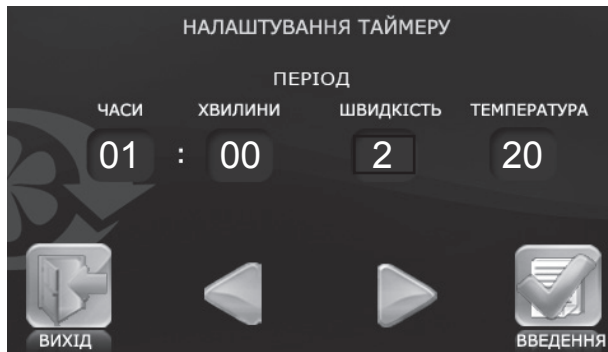 НАЛАШТУВАННЯ ТАЙМЕРУ
ПЕРІОД
ЧАСИ ХВИЛИНИ ШВИДКІСТЬ ТЕМПЕРАТУРА
01 : 00 2 20
ВИХІД ВВЕДЕННЯ